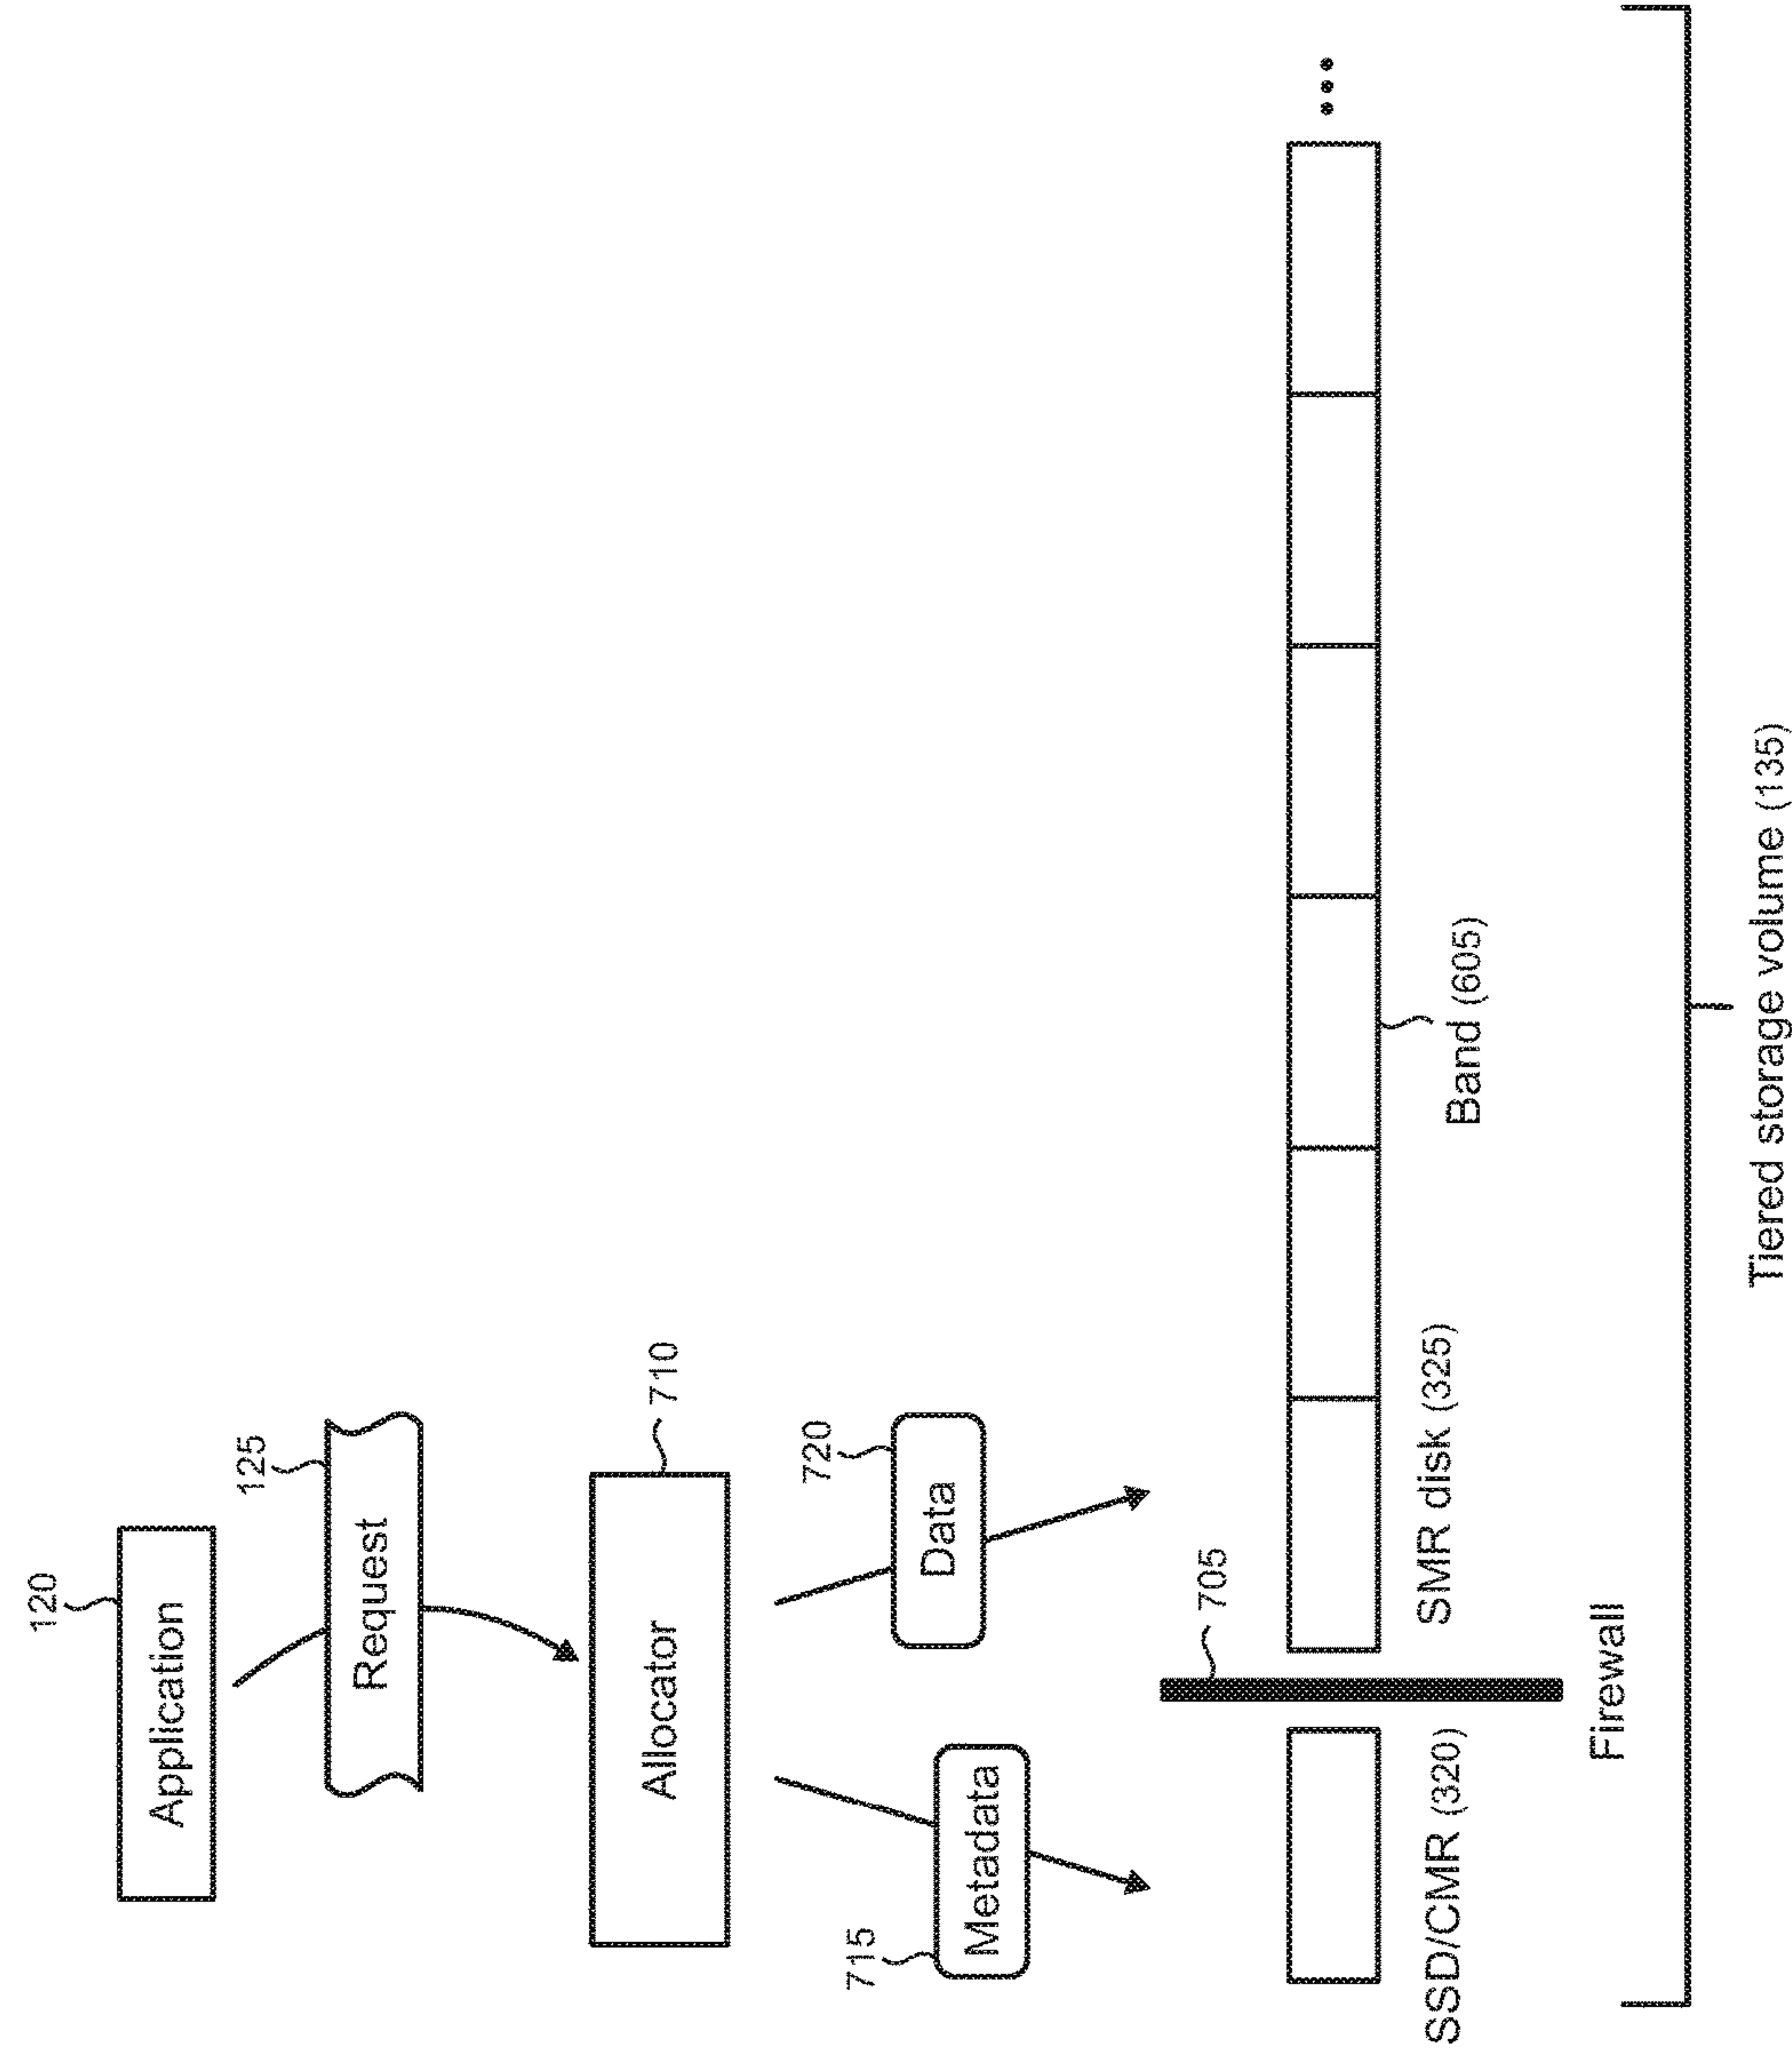 120
Application
125
Request
710
Allocator
715
Metadata
720
Data
705
SSD/CMR (320)
SMR disk (325)
Band (605)
Firewall
Tiered storage volume (135)